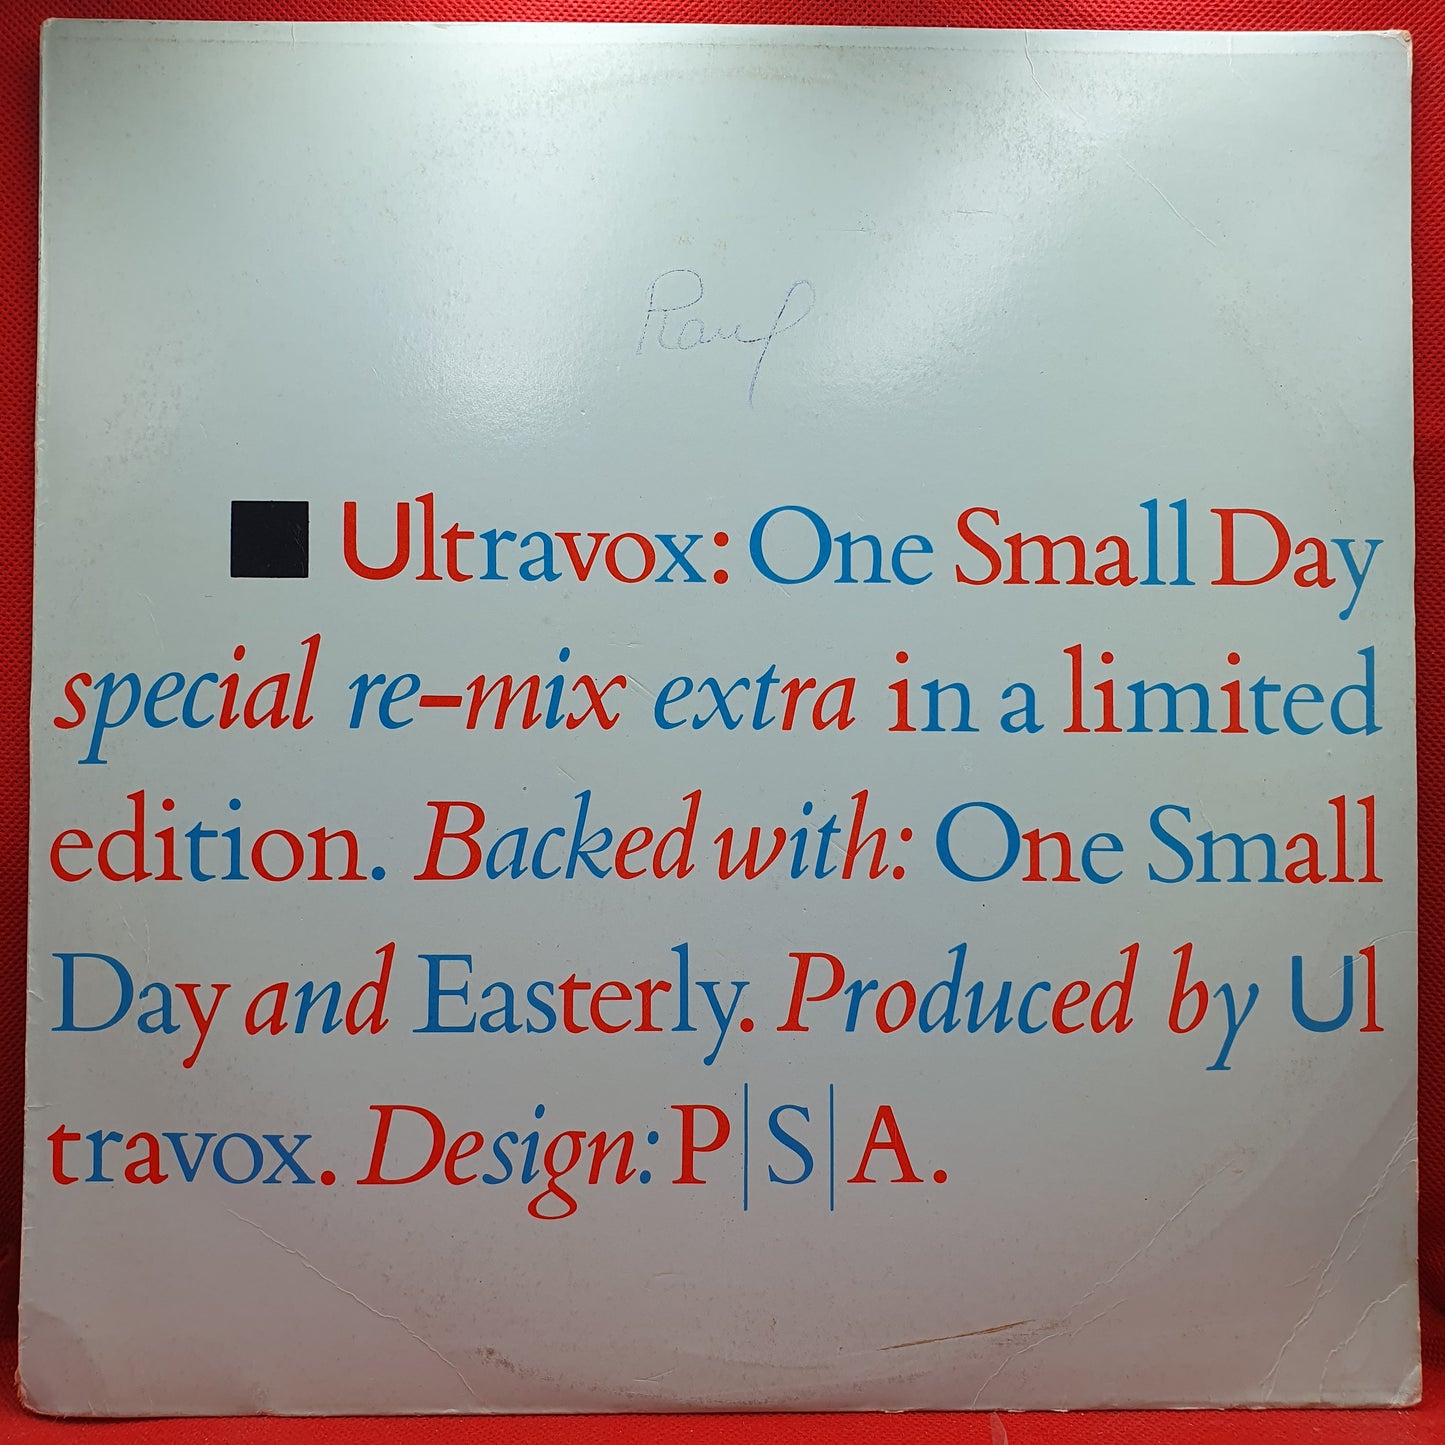 Ultravox: One Small Day
special re-mix extra in a limited
edition. Backed with: One Small
Day and Easterly. Produced by Ul
travox. Design: P|S|A.